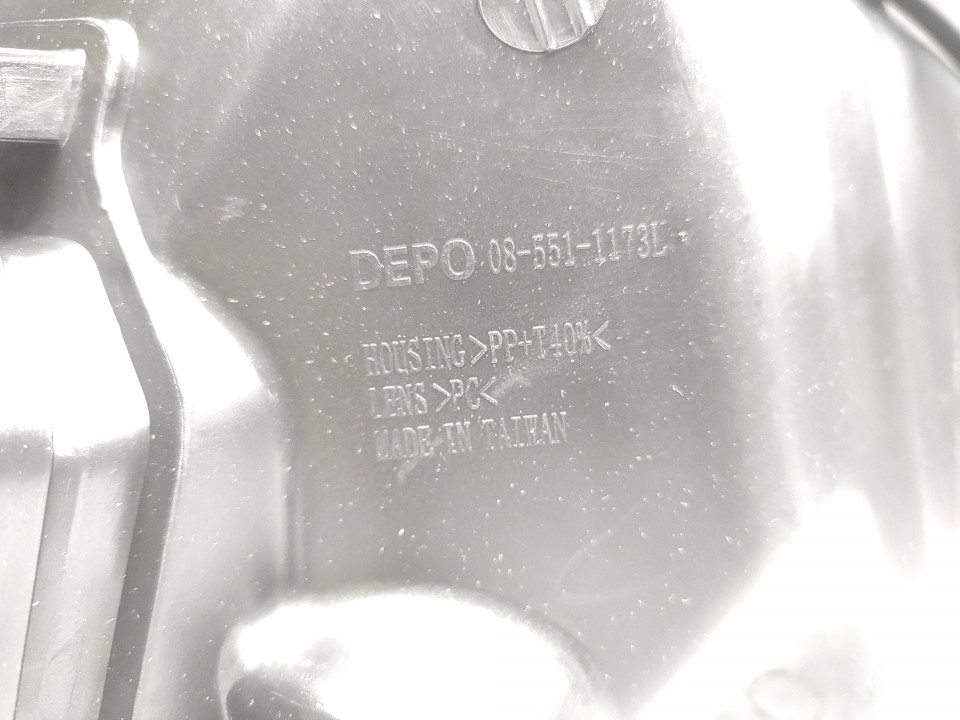 DEPO 08-551-1173L
HOUSING >PP+T40%<
LENS >PC<
MADE IN TAIWAN